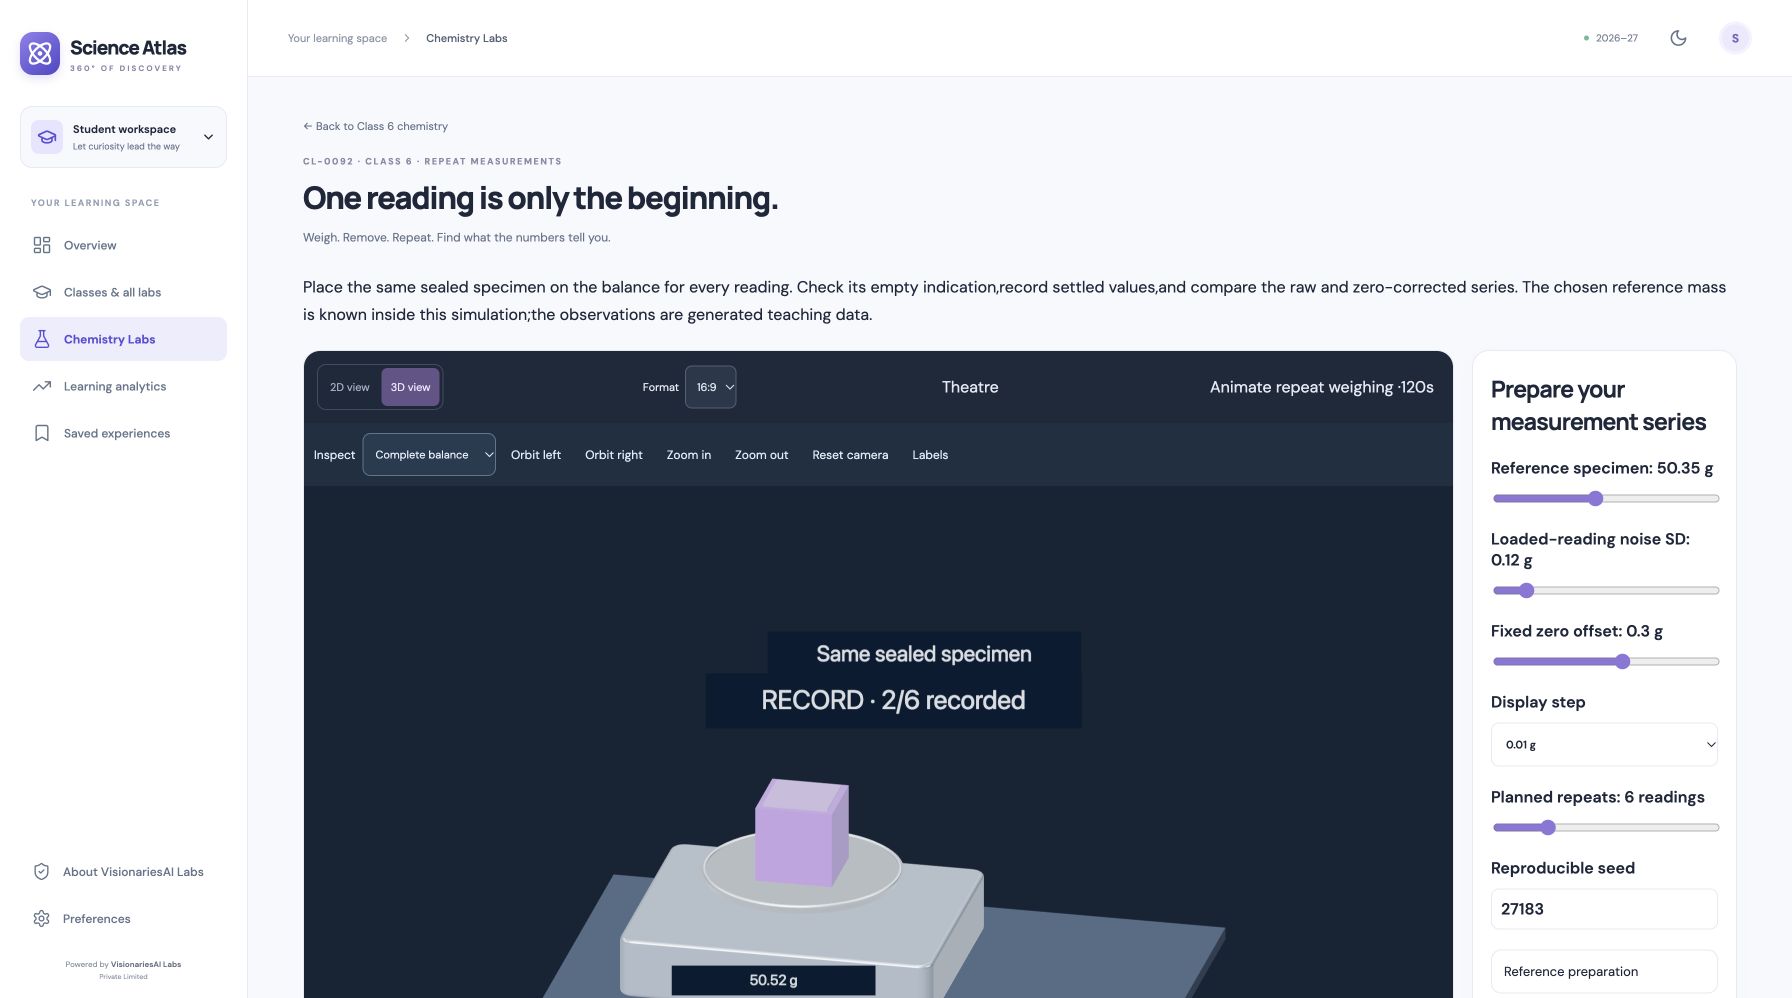 Science Atlas
360° OF DISCOVERY
Student workspace
Let curiosity lead the way
YOUR LEARNING SPACE
Overview
Classes & all labs
Chemistry Labs
Learning analytics
Saved experiences
About VisionariesAI Labs
Preferences
Powered by VisionariesAI Labs
Private Limited
Your learning space > Chemistry Labs
2026–27
S
← Back to Class 6 chemistry
CL-0092 · CLASS 6 · REPEAT MEASUREMENTS
One reading is only the beginning.
Weigh. Remove. Repeat. Find what the numbers tell you.
Place the same sealed specimen on the balance for every reading. Check its empty indication,record settled values,and compare the raw and zero-corrected series. The chosen reference mass
is known inside this simulation;the observations are generated teaching data.
2D view 3D view Format 16:9 Theatre Animate repeat weighing ·120s
Inspect Complete balance Orbit left Orbit right Zoom in Zoom out Reset camera Labels
Same sealed specimen
RECORD · 2/6 recorded
50.52 g
Prepare your
measurement series
Reference specimen: 50.35 g
Loaded-reading noise SD:
0.12 g
Fixed zero offset: 0.3 g
Display step
0.01 g
Planned repeats: 6 readings
Reproducible seed
27183
Reference preparation